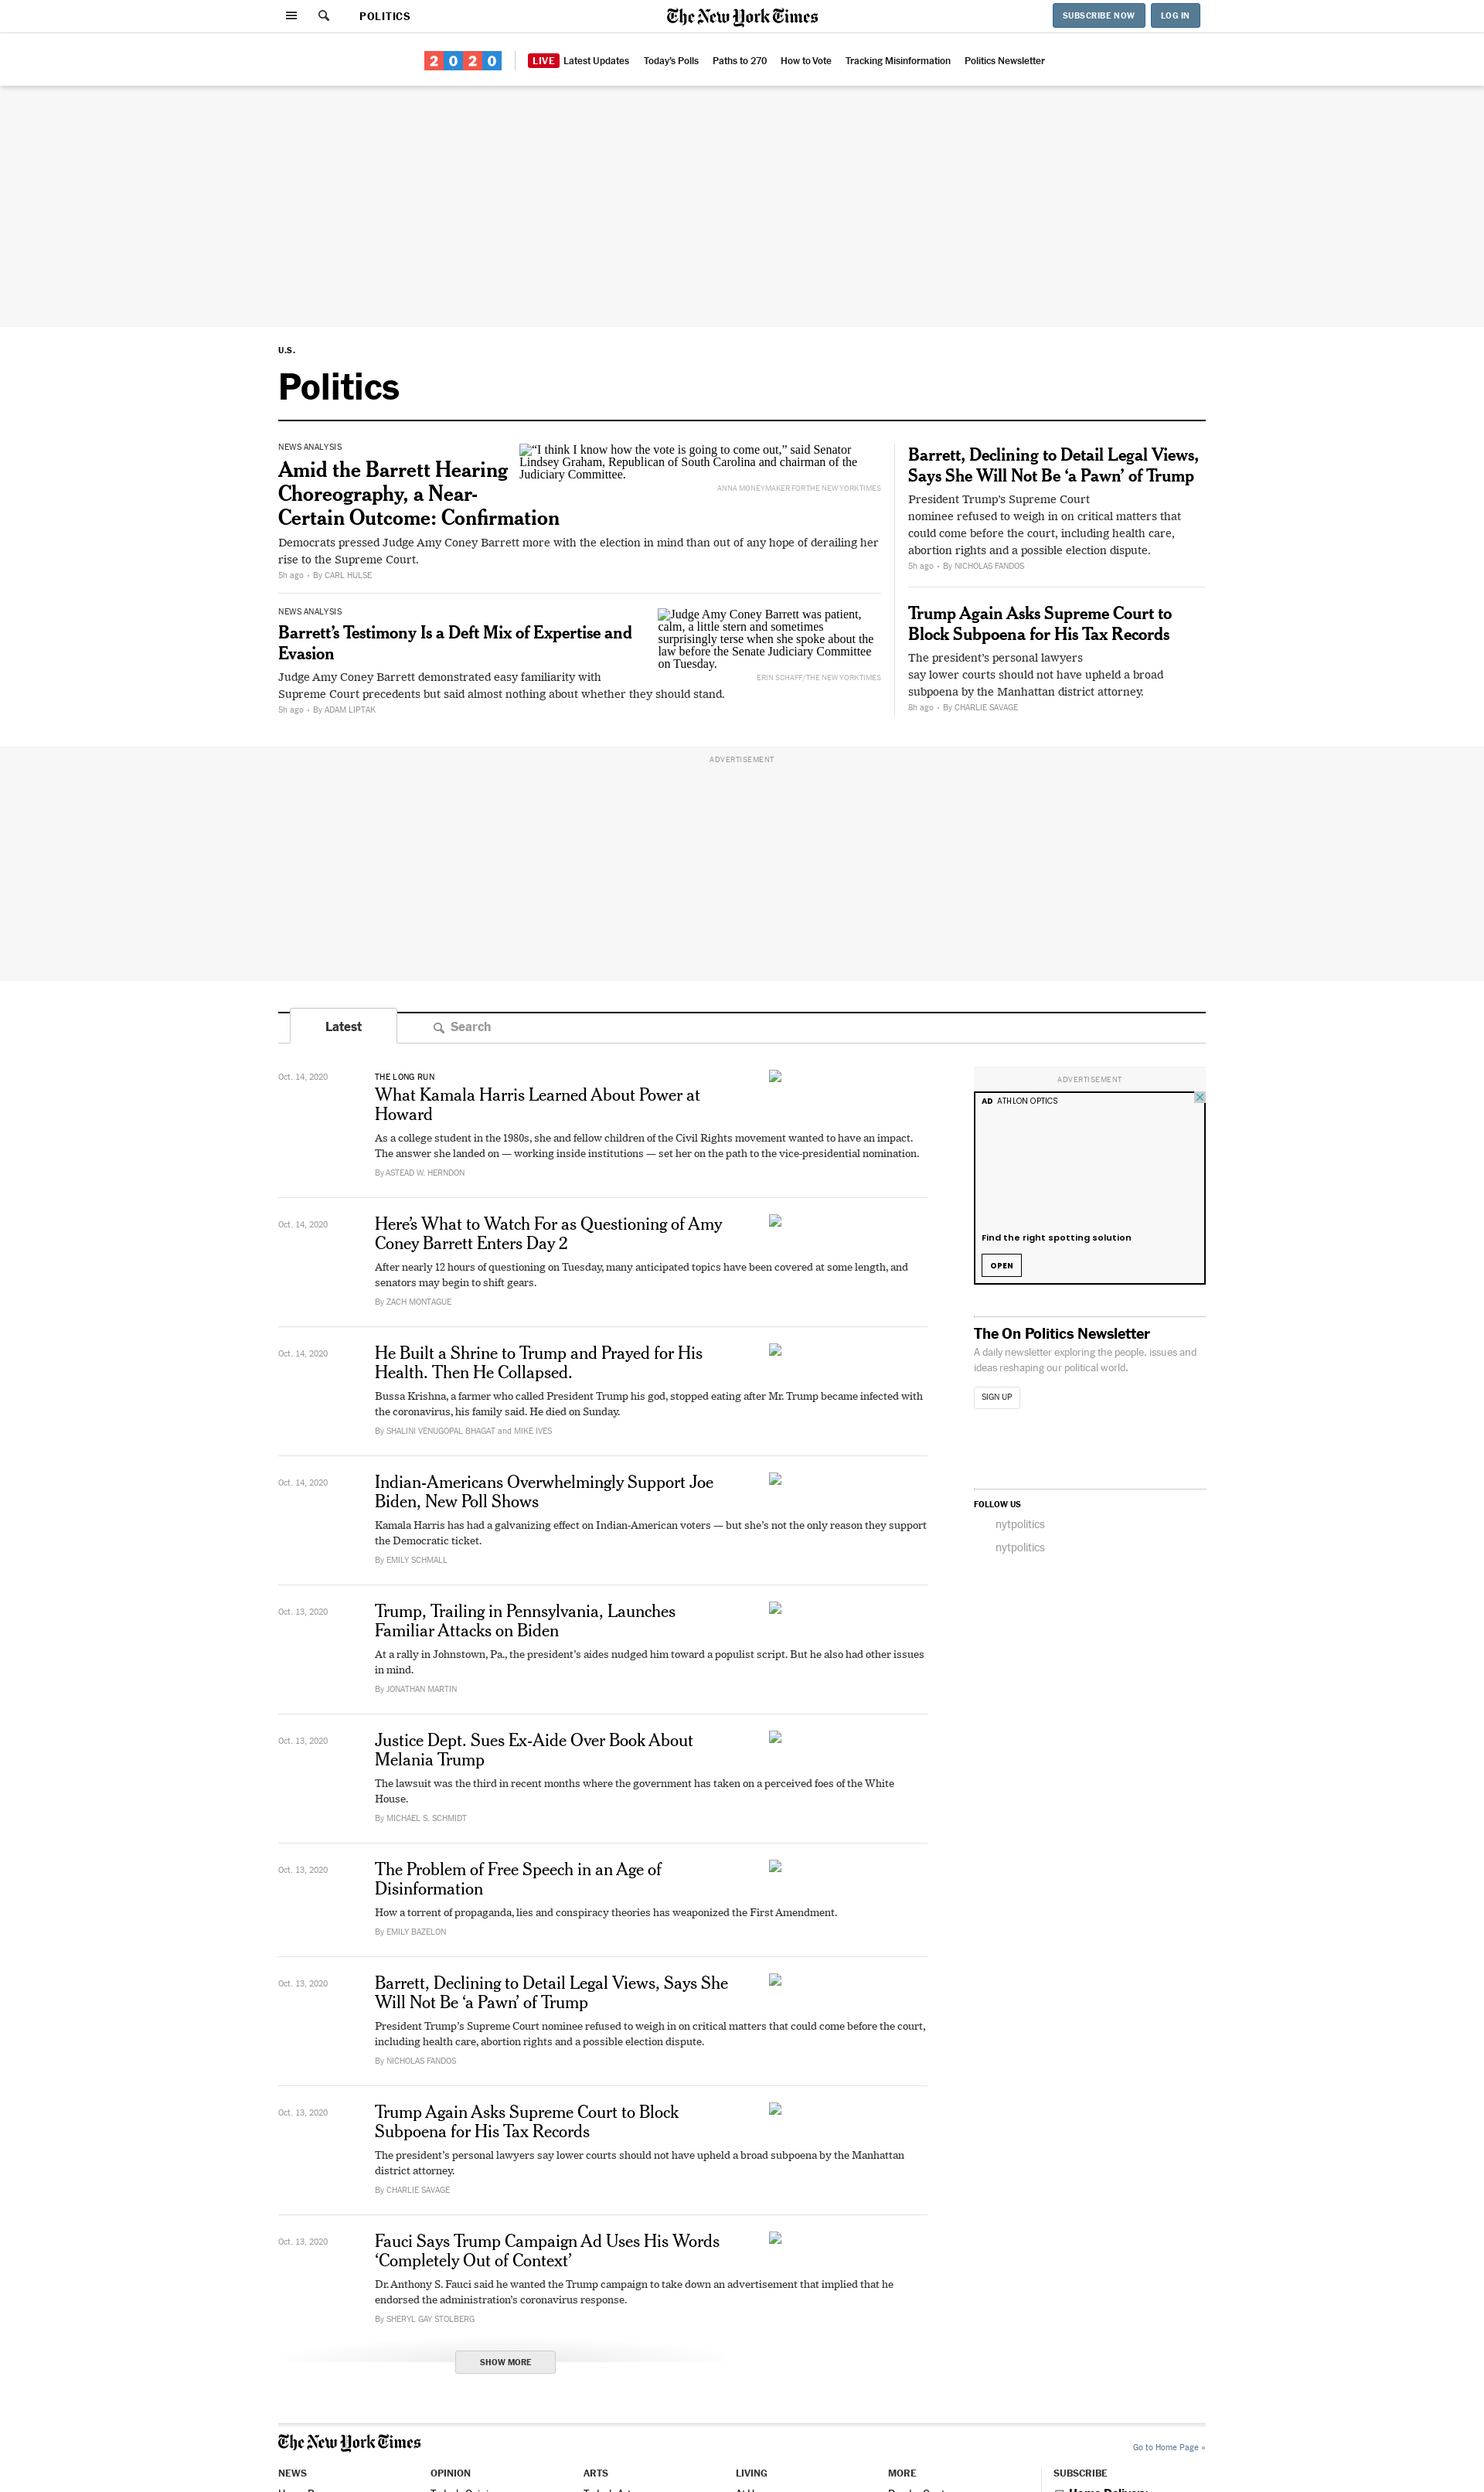 POLITICS
The New York Times
SUBSCRIBE NOW
LOG IN
2020
LIVE Latest Updates
Today's Polls
Paths to 270
How to Vote
Tracking Misinformation
Politics Newsletter
U.S.
Politics
NEWS ANALYSIS
Amid the Barrett Hearing
Choreography, a Near-
Certain Outcome: Confirmation
“I think I know how the vote is going to come out,” said Senator
Lindsey Graham, Republican of South Carolina and chairman of the
Judiciary Committee.
ANNA MONEYMAKER FOR THE NEW YORK TIMES
Democrats pressed Judge Amy Coney Barrett more with the election in mind than out of any hope of derailing her
rise to the Supreme Court.
5h ago • By CARL HULSE
NEWS ANALYSIS
Barrett’s Testimony Is a Deft Mix of Expertise and
Evasion
Judge Amy Coney Barrett was patient,
calm, a little stern and sometimes
surprisingly terse when she spoke about the
law before the Senate Judiciary Committee
on Tuesday.
ERIN SCHAFF/THE NEW YORK TIMES
Judge Amy Coney Barrett demonstrated easy familiarity with
Supreme Court precedents but said almost nothing about whether they should stand.
5h ago • By ADAM LIPTAK
Barrett, Declining to Detail Legal Views,
Says She Will Not Be ‘a Pawn’ of Trump
President Trump’s Supreme Court
nominee refused to weigh in on critical matters that
could come before the court, including health care,
abortion rights and a possible election dispute.
5h ago • By NICHOLAS FANDOS
Trump Again Asks Supreme Court to
Block Subpoena for His Tax Records
The president’s personal lawyers
say lower courts should not have upheld a broad
subpoena by the Manhattan district attorney.
8h ago • By CHARLIE SAVAGE
ADVERTISEMENT
Latest
Search
Oct. 14, 2020
THE LONG RUN
What Kamala Harris Learned About Power at
Howard
As a college student in the 1980s, she and fellow children of the Civil Rights movement wanted to have an impact.
The answer she landed on — working inside institutions — set her on the path to the vice-presidential nomination.
By ASTEAD W. HERNDON
Oct. 14, 2020
Here’s What to Watch For as Questioning of Amy
Coney Barrett Enters Day 2
After nearly 12 hours of questioning on Tuesday, many anticipated topics have been covered at some length, and
senators may begin to shift gears.
By ZACH MONTAGUE
Oct. 14, 2020
He Built a Shrine to Trump and Prayed for His
Health. Then He Collapsed.
Bussa Krishna, a farmer who called President Trump his god, stopped eating after Mr. Trump became infected with
the coronavirus, his family said. He died on Sunday.
By SHALINI VENUGOPAL BHAGAT and MIKE IVES
Oct. 14, 2020
Indian-Americans Overwhelmingly Support Joe
Biden, New Poll Shows
Kamala Harris has had a galvanizing effect on Indian-American voters — but she’s not the only reason they support
the Democratic ticket.
By EMILY SCHMALL
Oct. 13, 2020
Trump, Trailing in Pennsylvania, Launches
Familiar Attacks on Biden
At a rally in Johnstown, Pa., the president’s aides nudged him toward a populist script. But he also had other issues
in mind.
By JONATHAN MARTIN
Oct. 13, 2020
Justice Dept. Sues Ex-Aide Over Book About
Melania Trump
The lawsuit was the third in recent months where the government has taken on a perceived foes of the White
House.
By MICHAEL S. SCHMIDT
Oct. 13, 2020
The Problem of Free Speech in an Age of
Disinformation
How a torrent of propaganda, lies and conspiracy theories has weaponized the First Amendment.
By EMILY BAZELON
Oct. 13, 2020
Barrett, Declining to Detail Legal Views, Says She
Will Not Be ‘a Pawn’ of Trump
President Trump’s Supreme Court nominee refused to weigh in on critical matters that could come before the court,
including health care, abortion rights and a possible election dispute.
By NICHOLAS FANDOS
Oct. 13, 2020
Trump Again Asks Supreme Court to Block
Subpoena for His Tax Records
The president’s personal lawyers say lower courts should not have upheld a broad subpoena by the Manhattan
district attorney.
By CHARLIE SAVAGE
Oct. 13, 2020
Fauci Says Trump Campaign Ad Uses His Words
‘Completely Out of Context’
Dr. Anthony S. Fauci said he wanted the Trump campaign to take down an advertisement that implied that he
endorsed the administration’s coronavirus response.
By SHERYL GAY STOLBERG
SHOW MORE
ADVERTISEMENT
AD ATHLON OPTICS
Find the right spotting solution
OPEN
The On Politics Newsletter
A daily newsletter exploring the people, issues and
ideas reshaping our political world.
SIGN UP
FOLLOW US
nytpolitics
nytpolitics
The New York Times
Go to Home Page »
NEWS
OPINION
ARTS
LIVING
MORE
SUBSCRIBE